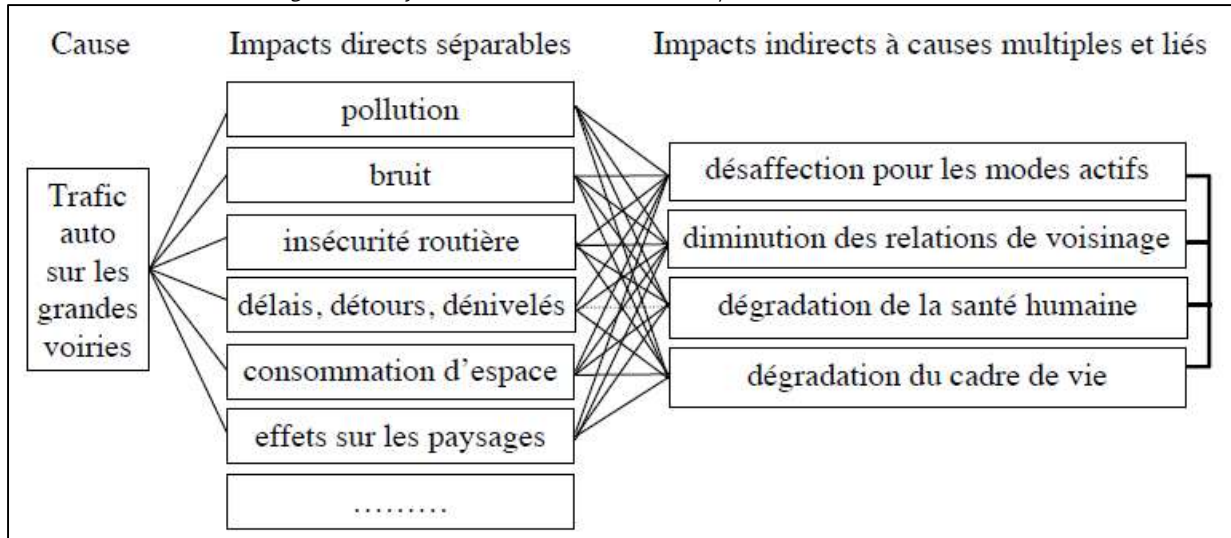 Cause
Impacts directs séparables
Impacts indirects à causes multiples et liés
Trafic
auto
sur les
grandes
voiries
pollution
bruit
insécurité routière
délais, détours, dénivelés
consommation d'espace
effets sur les paysages
………
désaffection pour les modes actifs
diminution des relations de voisinage
dégradation de la santé humaine
dégradation du cadre de vie